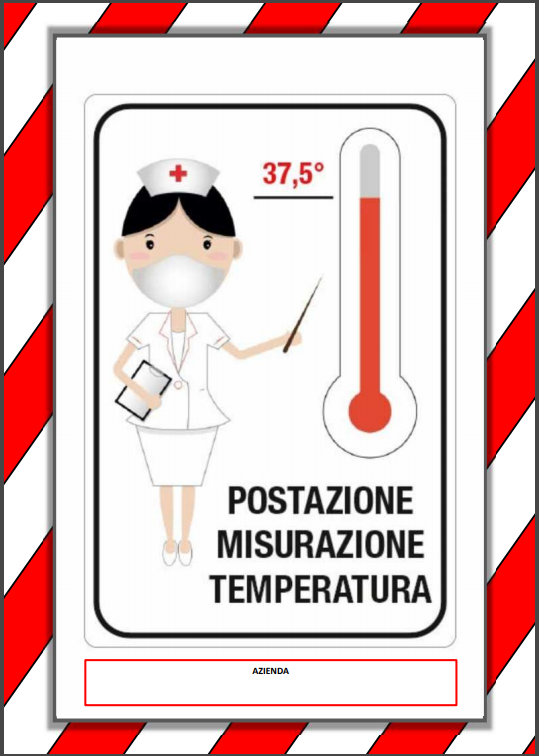 37,5°
POSTAZIONE
MISURAZIONE
TEMPERATURA
AZIENDA